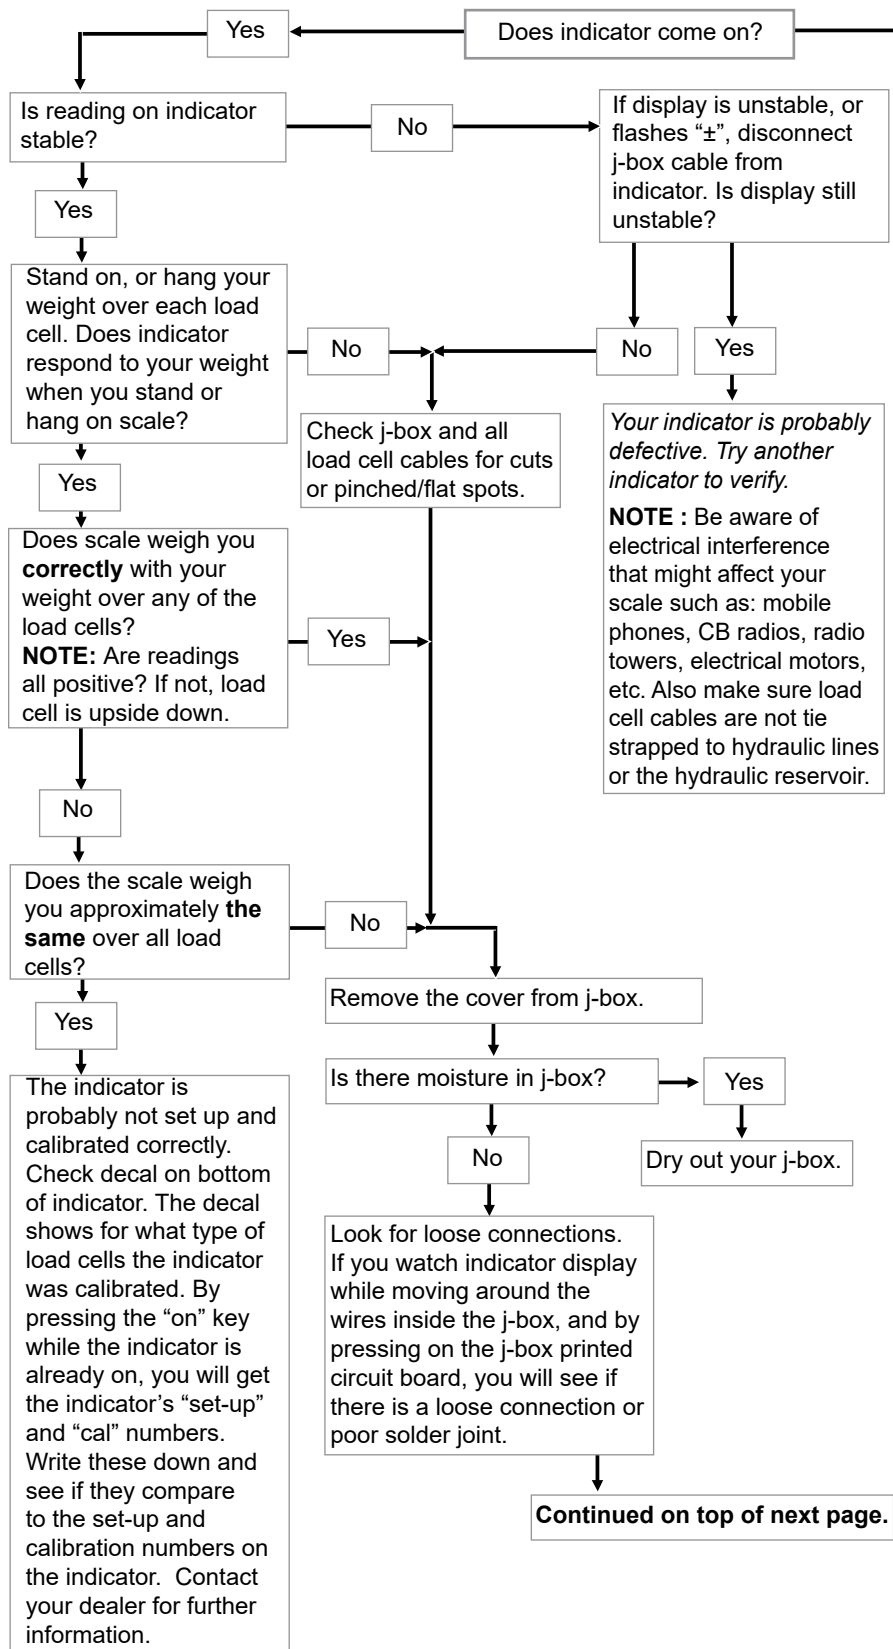 Does indicator come on?
Yes
Is reading on indicator
stable?
No
If display is unstable, or
flashes “±”, disconnect
j-box cable from
indicator. Is display still
unstable?
Yes
Stand on, or hang your
weight over each load
cell. Does indicator
respond to your weight
when you stand or
hang on scale?
No
No
Yes
Check j-box and all
load cell cables for cuts
or pinched/flat spots.
Your indicator is probably
defective. Try another
indicator to verify.
NOTE : Be aware of
electrical interference
that might affect your
scale such as: mobile
phones, CB radios, radio
towers, electrical motors,
etc. Also make sure load
cell cables are not tie
strapped to hydraulic lines
or the hydraulic reservoir.
Yes
Does scale weigh you
correctly with your
weight over any of the
load cells?
NOTE: Are readings
all positive? If not, load
cell is upside down.
Yes
No
Does the scale weigh
you approximately the
same over all load
cells?
No
Remove the cover from j-box.
Yes
Is there moisture in j-box?
Yes
No
Dry out your j-box.
The indicator is
probably not set up and
calibrated correctly.
Check decal on bottom
of indicator. The decal
shows for what type of
load cells the indicator
was calibrated. By
pressing the “on” key
while the indicator is
already on, you will get
the indicator’s “set-up”
and “cal” numbers.
Write these down and
see if they compare
to the set-up and
calibration numbers on
the indicator.  Contact
your dealer for further
information.
Look for loose connections.
If you watch indicator display
while moving around the
wires inside the j-box, and by
pressing on the j-box printed
circuit board, you will see if
there is a loose connection or
poor solder joint.
Continued on top of next page.